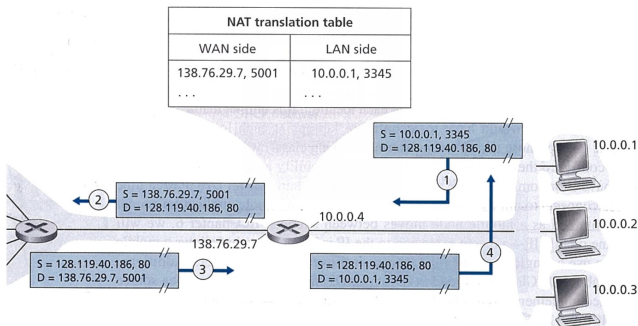 NAT translation table
WAN side LAN side
138.76.29.7, 5001 10.0.0.1, 3345
. . . . . .
S = 10.0.0.1, 3345
D = 128.119.40.186, 80
10.0.0.1
1
2
S = 138.76.29.7, 5001
D = 128.119.40.186, 80
10.0.0.4
10.0.0.2
138.76.29.7
4
S = 128.119.40.186, 80
D = 138.76.29.7, 5001
3
S = 128.119.40.186, 80
D = 10.0.0.1, 3345
10.0.0.3